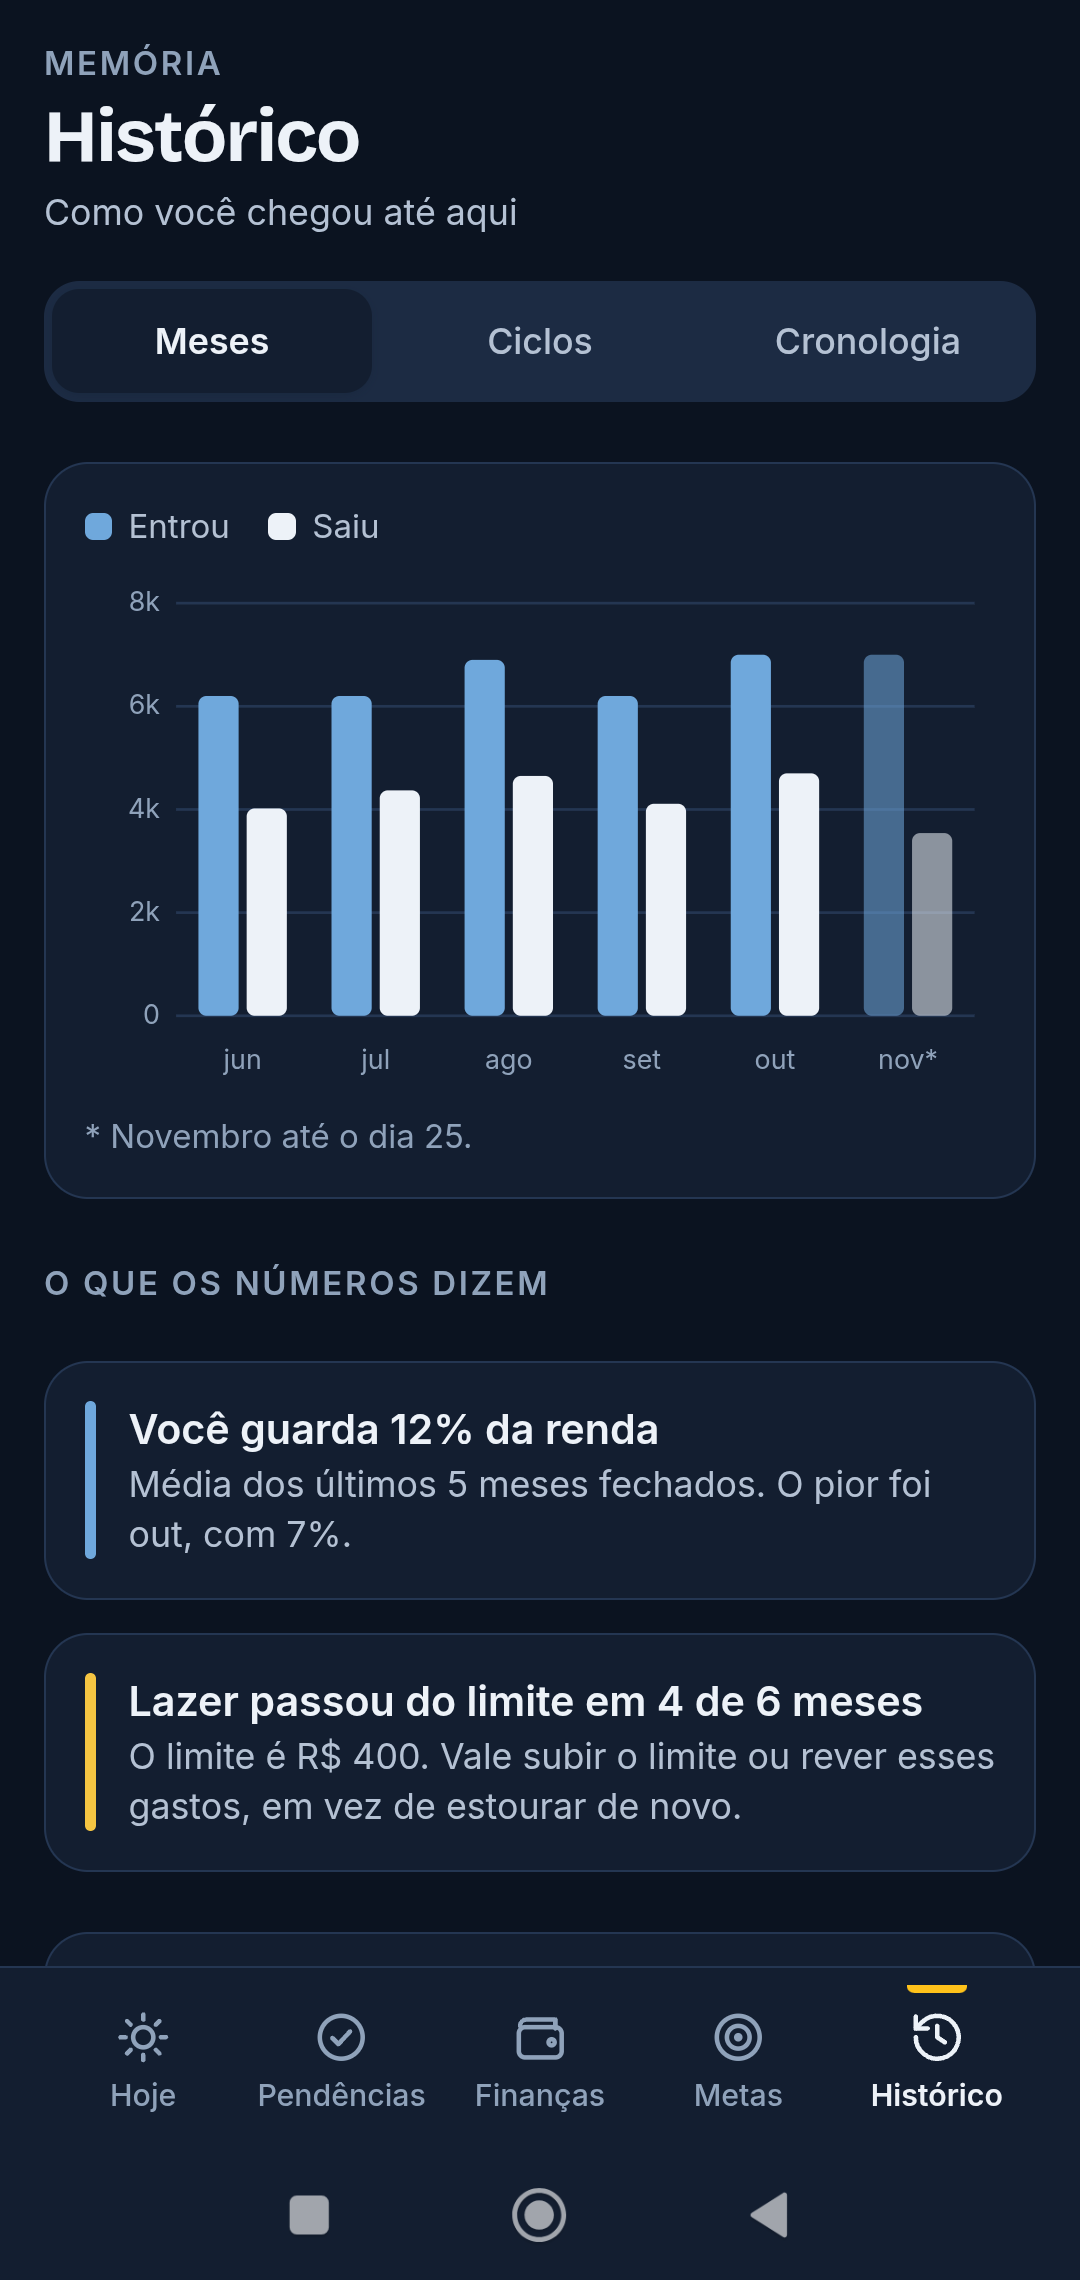 MEMÓRIA
Histórico
Como você chegou até aqui
Meses Ciclos Cronologia
Entrou Saiu
8k
6k
4k
2k
0
jun jul ago set out nov*
* Novembro até o dia 25.
O QUE OS NÚMEROS DIZEM
Você guarda 12% da renda
Média dos últimos 5 meses fechados. O pior foi
out, com 7%.
Lazer passou do limite em 4 de 6 meses
O limite é R$ 400. Vale subir o limite ou rever esses
gastos, em vez de estourar de novo.
Hoje Pendências Finanças Metas Histórico